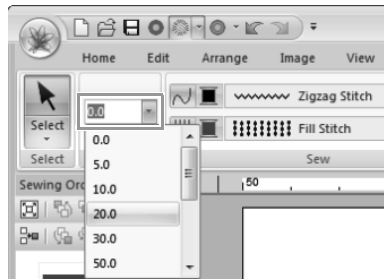 Home Edit Arrange Image View
0.0
Zigzag Stitch
Select
Fill Stitch
Select
Sew
Sewing Or
50
0.0
5.0
10.0
20.0
30.0
50.0